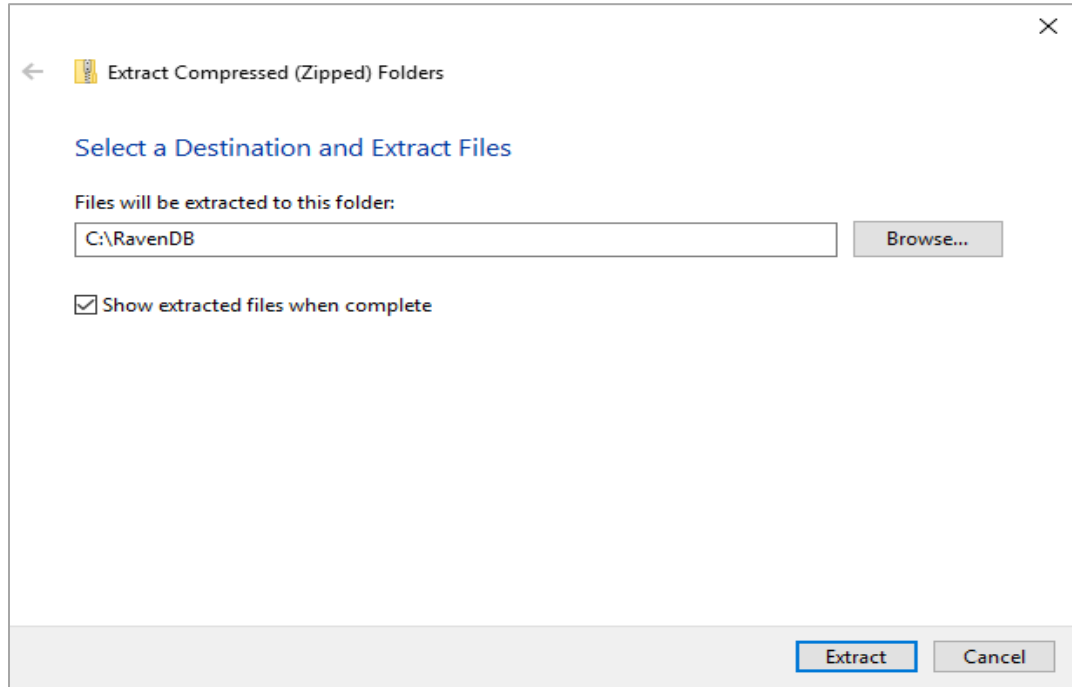 Extract Compressed (Zipped) Folders
Select a Destination and Extract Files
Files will be extracted to this folder:
C:\RavenDB
Browse...
Show extracted files when complete
Extract
Cancel